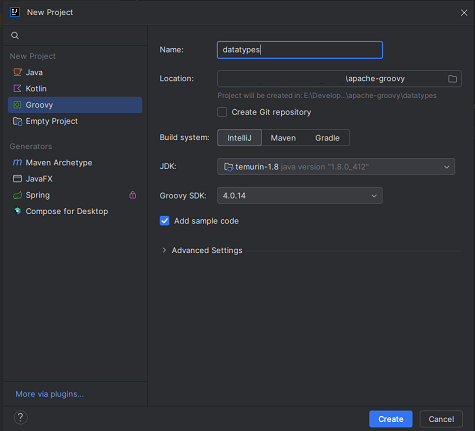 New Project
New Project
Java
Kotlin
Groovy
Empty Project
Generators
Maven Archetype
JavaFX
Spring
Compose for Desktop
More via plugins...
Name: datatypes
Location: \apache-groovy
Project will be created in: E:\Develop...\apache-groovy\datatypes
Create Git repository
Build system: IntelliJ Maven Gradle
JDK: temurin-1.8 java version "1.8.0_412"
Groovy SDK: 4.0.14
Add sample code
Advanced Settings
? Create Cancel